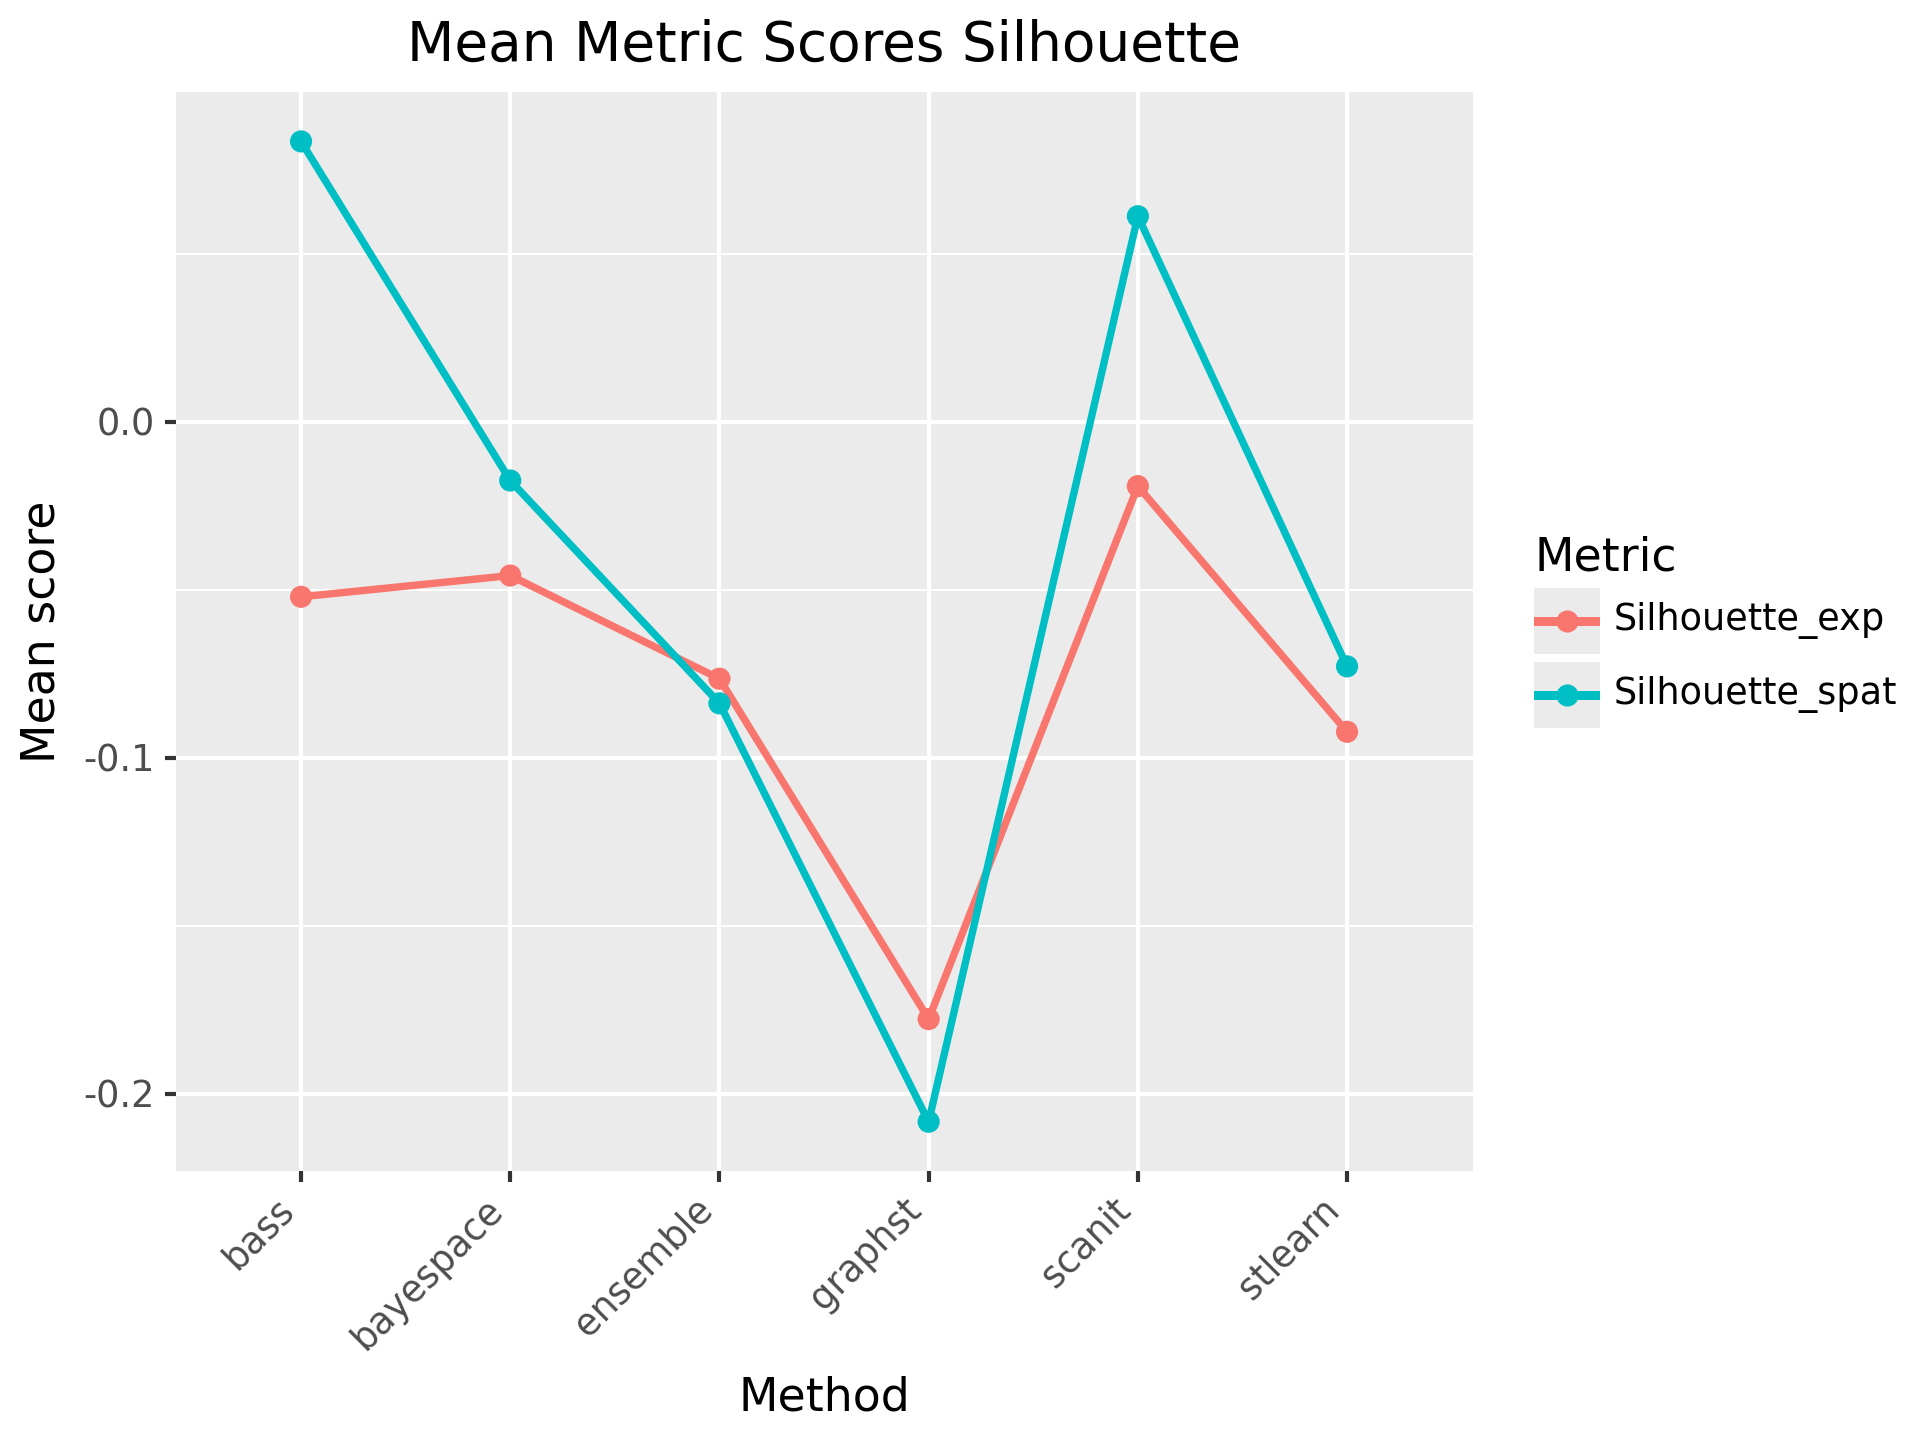 Mean Metric Scores Silhouette
Mean score
0.0
-0.1
-0.2
bass
bayespace
ensemble
graphst
scanit
stlearn
Method
Metric
Silhouette_exp
Silhouette_spat